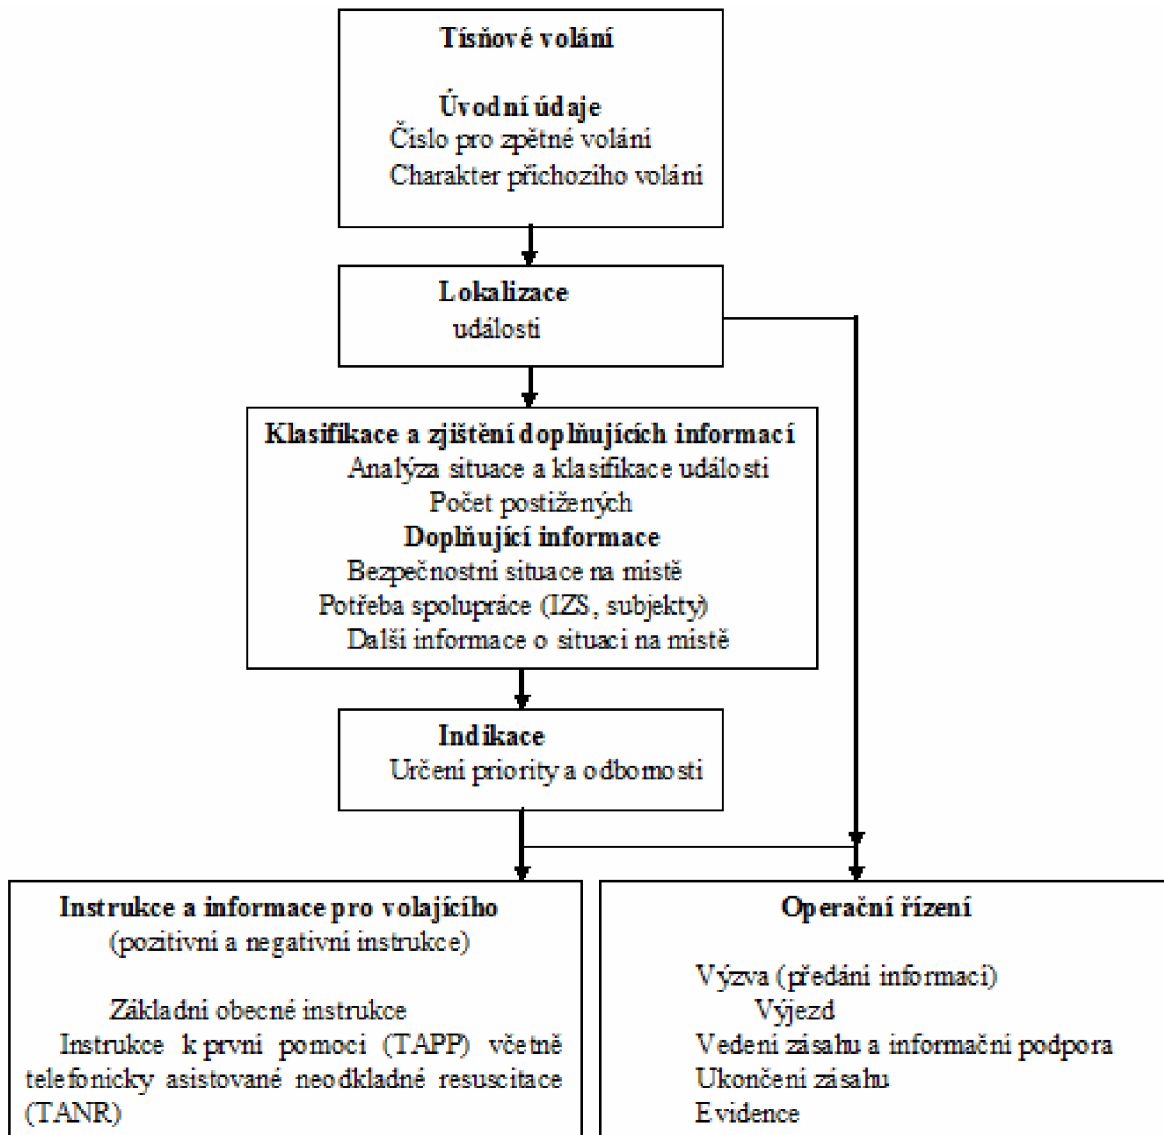 Tísňové volání
Úvodní údaje
Číslo pro zpětné volání
Charakter příchozího volání
Lokalizace
události
Klasifikace a zjištění doplňujících informací
Analýza situace a klasifikace události
Počet postižených
Doplňující informace
Bezpečnostní situace na místě
Potřeba spolupráce (IZS, subjekty)
Další informace o situaci na místě
Indikace
Určení priority a odbornosti
Instrukce a informace pro volajícího
(pozitivní a negativní instrukce)
Základní obecné instrukce
Instrukce k první pomoci (TAPP) včetně
telefonicky asistované neodkladné resuscitace
(TANR)
Operační řízení
Výzva (předání informací)
Výjezd
Vedení zásahu a informační podpora
Ukončení zásahu
Evidence